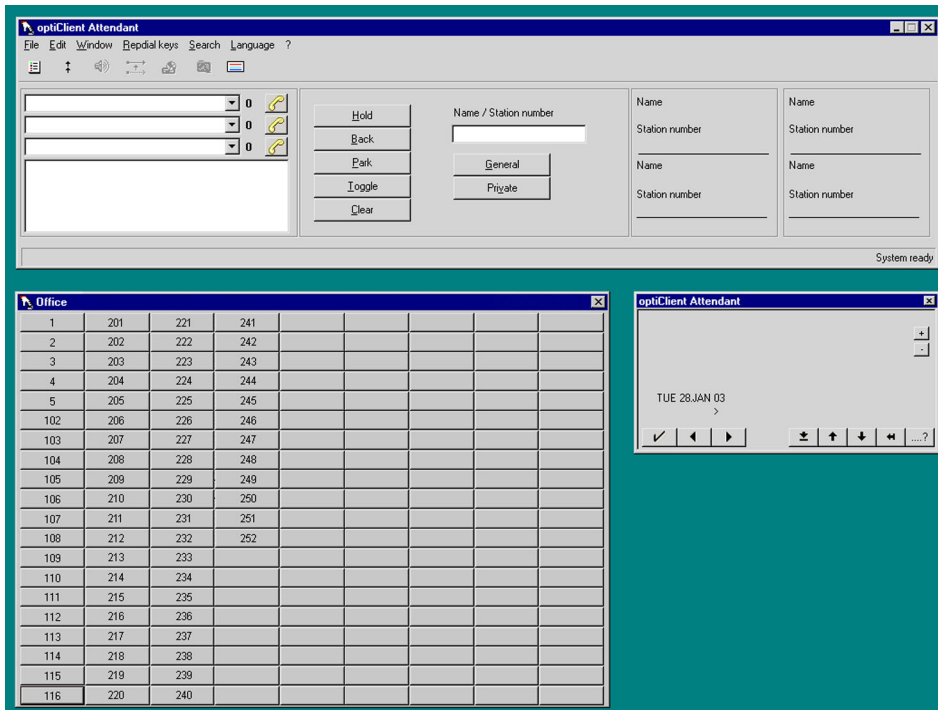 optiClient Attendant
File Edit Window Repdial keys Search Language ?
0
0
0
Hold
Back
Park
Toggle
Clear
Name / Station number
General
Private
Name
Station number
Name
Station number
Name
Station number
Name
Station number
System ready
Office
1 201 221 241
2 202 222 242
3 203 223 243
4 204 224 244
5 205 225 245
102 206 226 246
103 207 227 247
104 208 228 248
105 209 229 249
106 210 230 250
107 211 231 251
108 212 232 252
109 213 233
110 214 234
111 215 235
112 216 236
113 217 237
114 218 238
115 219 239
116 220 240
optiClient Attendant
+
-
TUE 28.JAN 03
>
....?